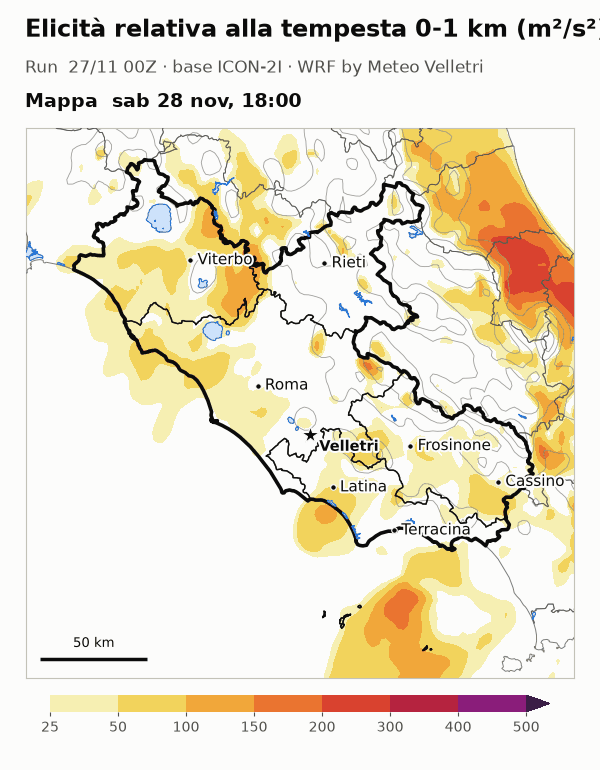 Elicità relativa alla tempesta 0-1 km (m²/s²)
Run 27/11 00Z · base ICON-2I · WRF by Meteo Velletri
Mappa sab 28 nov, 18:00
Viterbo
Rieti
Roma
Velletri
Frosinone
Cassino
Latina
Terracina
50 km
25 50 100 150 200 300 400 500